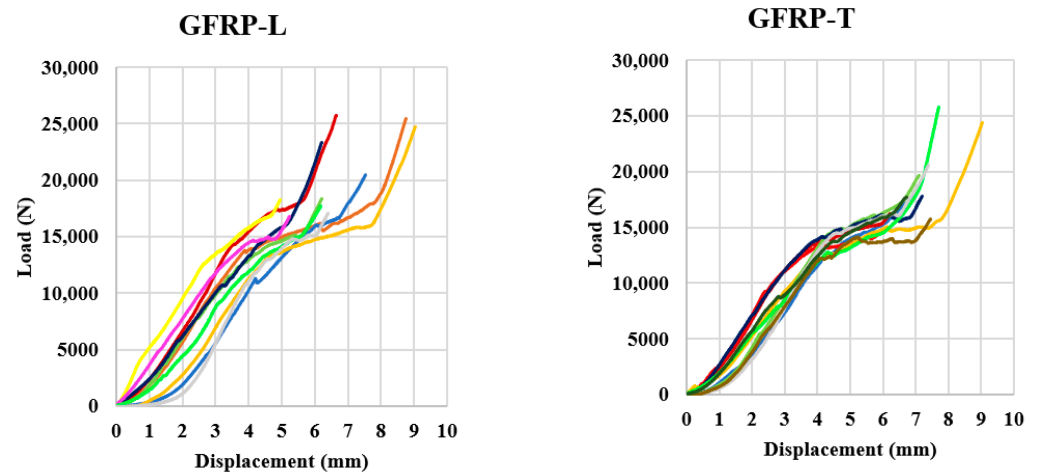 GFRP-L
30,000
25,000
20,000
15,000
10,000
5000
0
Load (N)
0 1 2 3 4 5 6 7 8 9 10
Displacement (mm)
GFRP-T
30,000
25,000
20,000
15,000
10,000
5000
0
Load (N)
0 1 2 3 4 5 6 7 8 9 10
Displacement (mm)